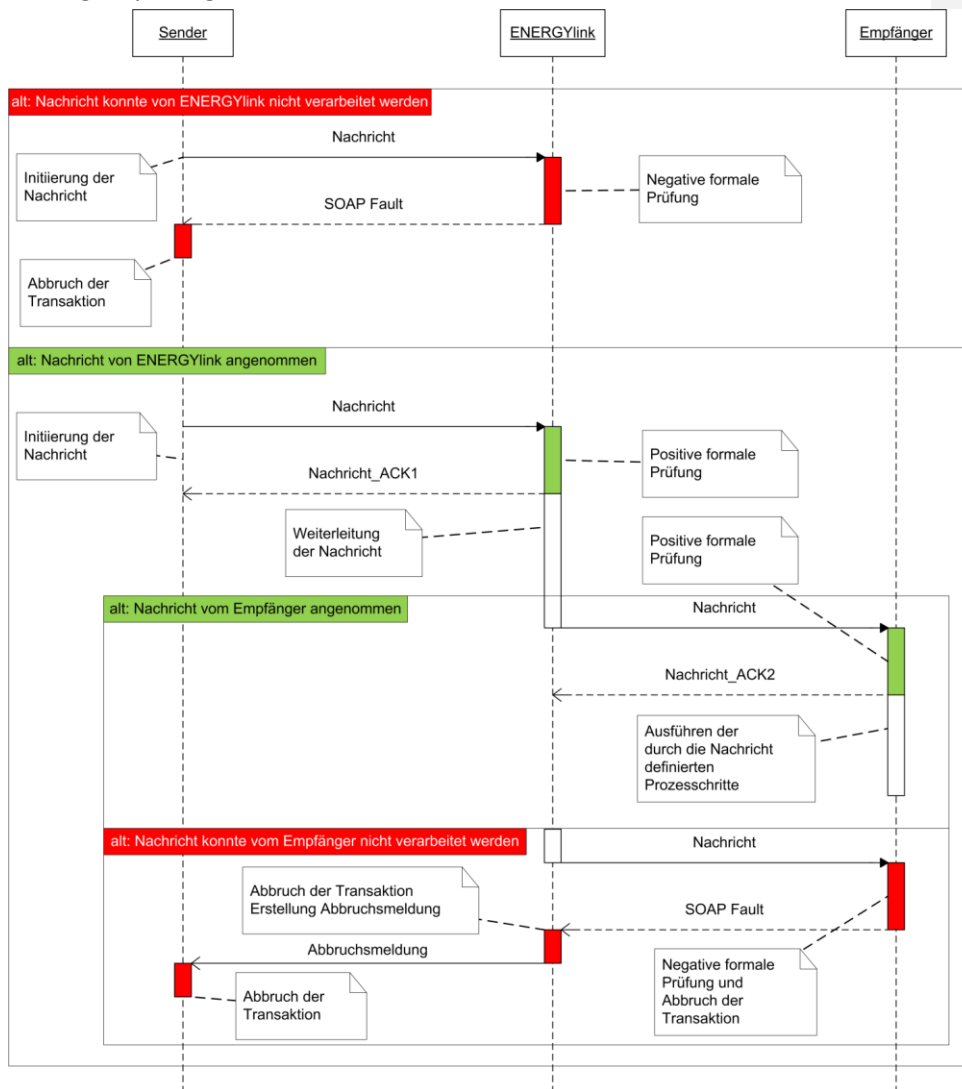 Sender
ENERGYlink
Empfänger
alt: Nachricht konnte von ENERGYlink nicht verarbeitet werden
Nachricht
Initiierung der
Nachricht
Negative formale
Prüfung
SOAP Fault
Abbruch der
Transaktion
alt: Nachricht von ENERGYlink angenommen
Nachricht
Initiierung der
Nachricht
Positive formale
Prüfung
Nachricht_ACK1
Weiterleitung
der Nachricht
Positive formale
Prüfung
alt: Nachricht vom Empfänger angenommen
Nachricht
Nachricht_ACK2
Ausführen der
durch die Nachricht
definierten
Prozesschritte
alt: Nachricht konnte vom Empfänger nicht verarbeitet werden
Nachricht
Abbruch der Transaktion
Erstellung Abbruchsmeldung
SOAP Fault
Abbruchsmeldung
Negative formale
Prüfung und
Abbruch der
Transaktion
Abbruch der
Transaktion